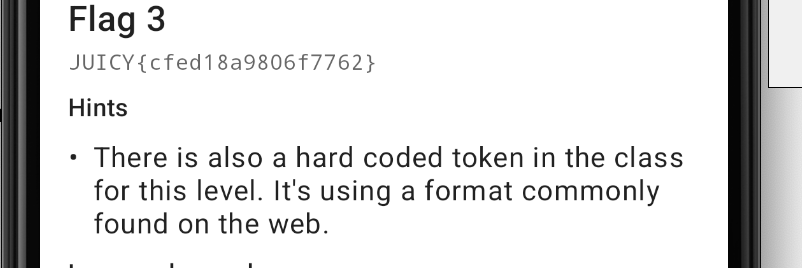 Flag 3
JUICY{cfed18a9806f7762}
Hints
• There is also a hard coded token in the class
for this level. It's using a format commonly
found on the web.